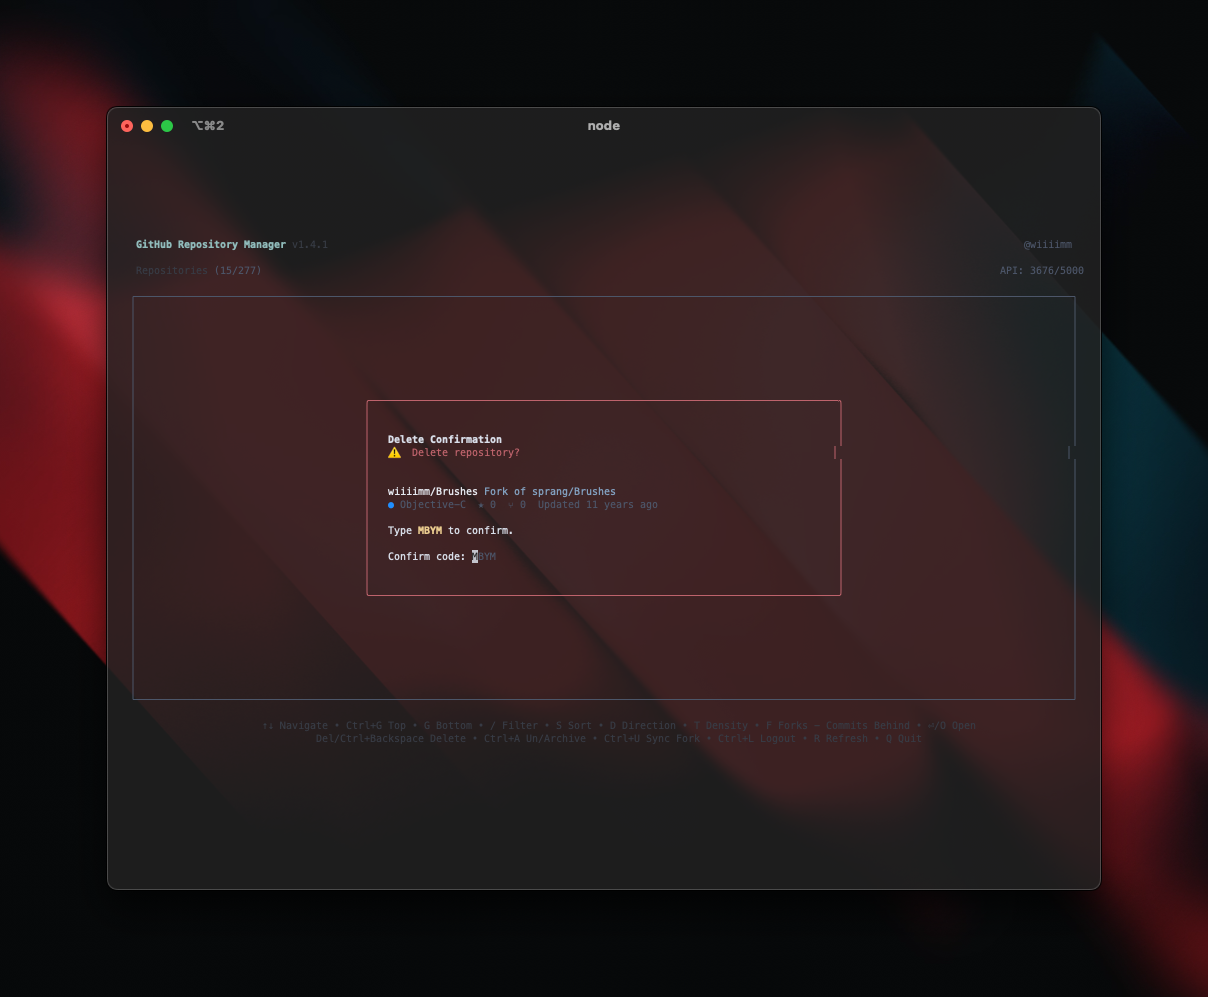 ⌥⌘2 node
GitHub Repository Manager v1.4.1 @wiiiimm
Repositories (15/277) API: 3676/5000
Delete Confirmation
⚠️ Delete repository?
wiiiimm/Brushes Fork of sprang/Brushes
● Objective-C ★ 0 ⑂ 0 Updated 11 years ago
Type MBYM to confirm.
Confirm code: MBYM
↑↓ Navigate • Ctrl+G Top • G Bottom • / Filter • S Sort • D Direction • T Density • F Forks – Commits Behind • ⏎/O Open
Del/Ctrl+Backspace Delete • Ctrl+A Un/Archive • Ctrl+U Sync Fork • Ctrl+L Logout • R Refresh • Q Quit